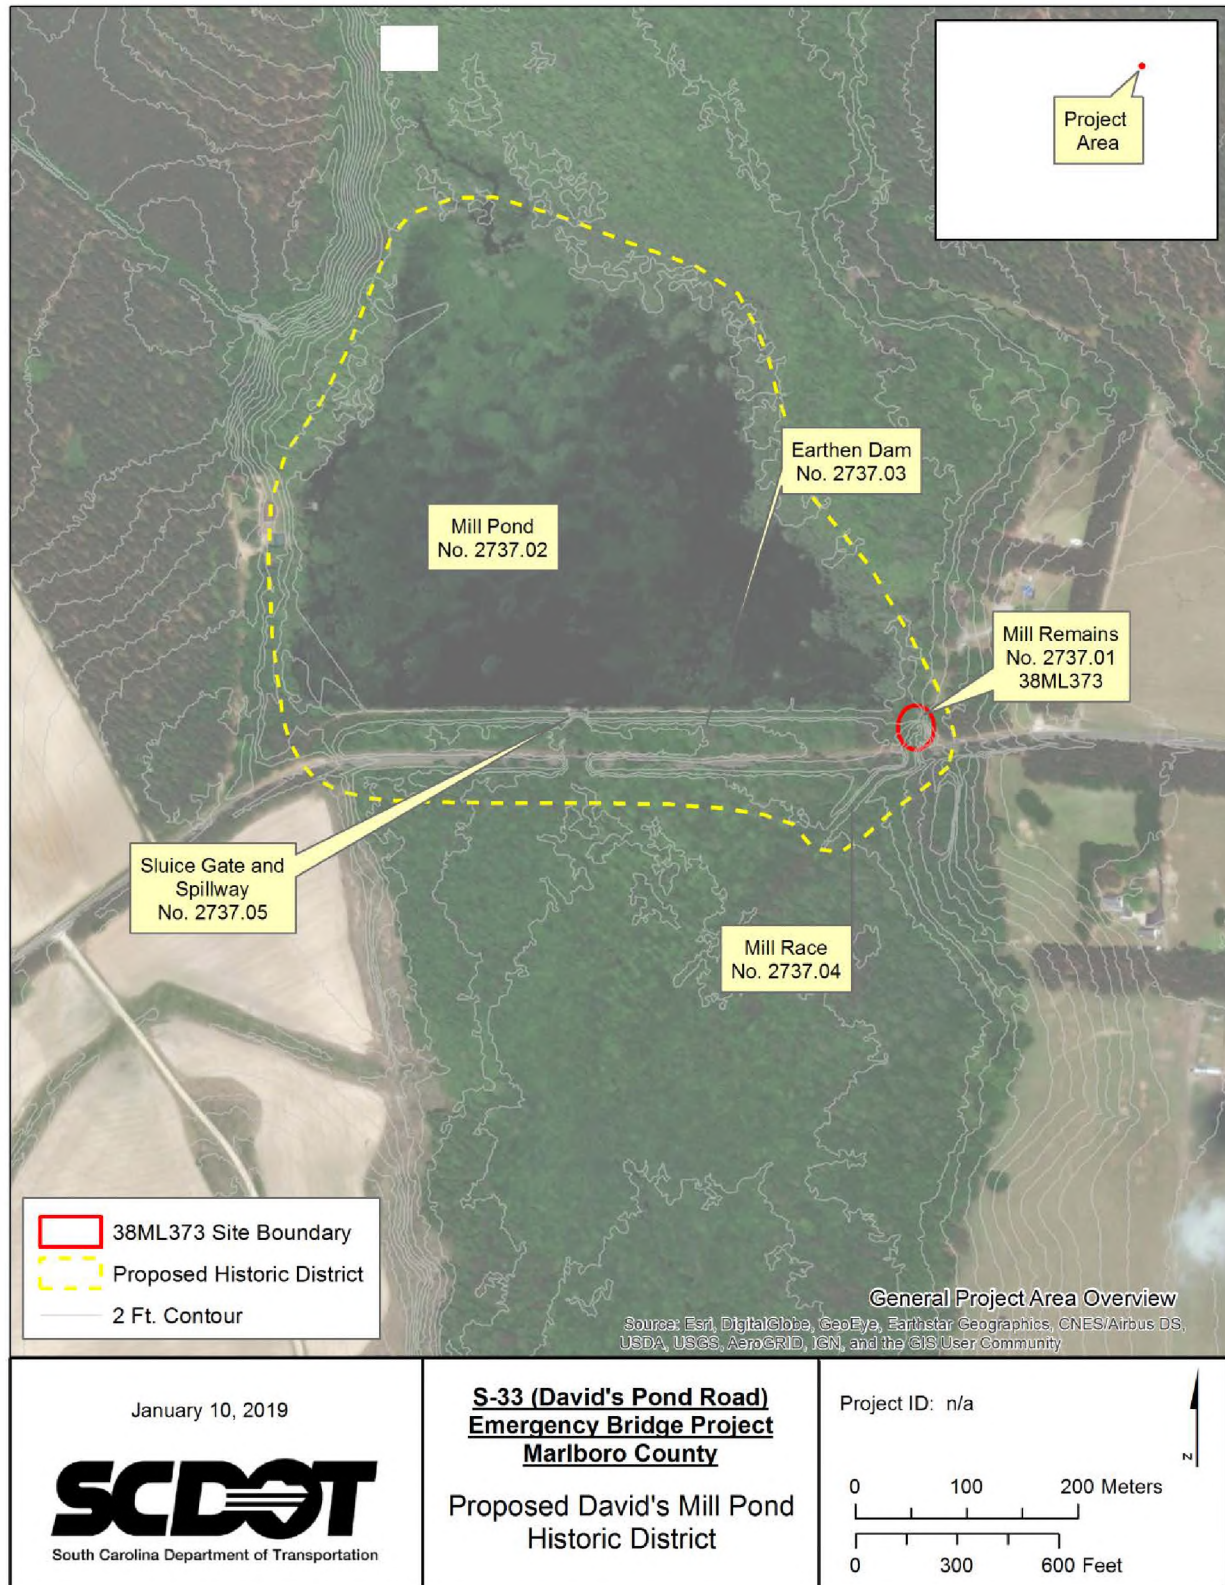 Project
Area
Earthen Dam
No. 2737.03
Mill Pond
No. 2737.02
Mill Remains
No. 2737.01
38ML373
Sluice Gate and
Spillway
No. 2737.05
Mill Race
No. 2737.04
38ML373 Site Boundary
Proposed Historic District
2 Ft. Contour
General Project Area Overview
Source: Esri, DigitalGlobe, GeoEye, Earthstar Geographics, CNES/Airbus DS,
USDA, USGS, AeroGRID, IGN, and the GIS User Community
January 10, 2019
SCDOT
South Carolina Department of Transportation
S-33 (David's Pond Road)
Emergency Bridge Project
Marlboro County
Proposed David's Mill Pond
Historic District
Project ID: n/a
N
0 100 200 Meters
0 300 600 Feet